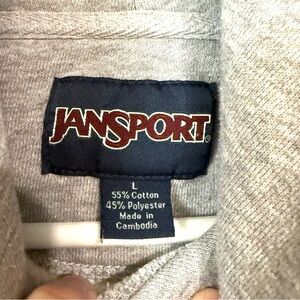 JANSPORT®
L
55% Cotton
45% Polyester
Made in
Cambodia